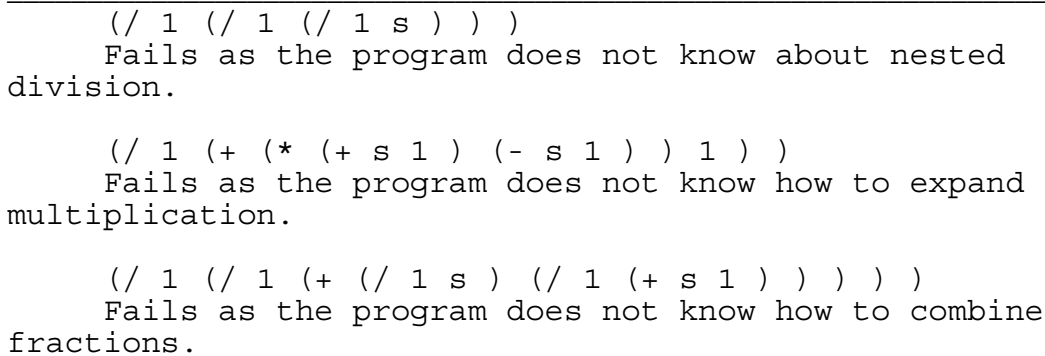 (/ 1 (/ 1 (/ 1 s ) ) )
Fails as the program does not know about nested
division.
(/ 1 (+ (* (+ s 1 ) (- s 1 ) ) 1 ) )
Fails as the program does not know how to expand
multiplication.
(/ 1 (/ 1 (+ (/ 1 s ) (/ 1 (+ s 1 ) ) ) ) )
Fails as the program does not know how to combine
fractions.